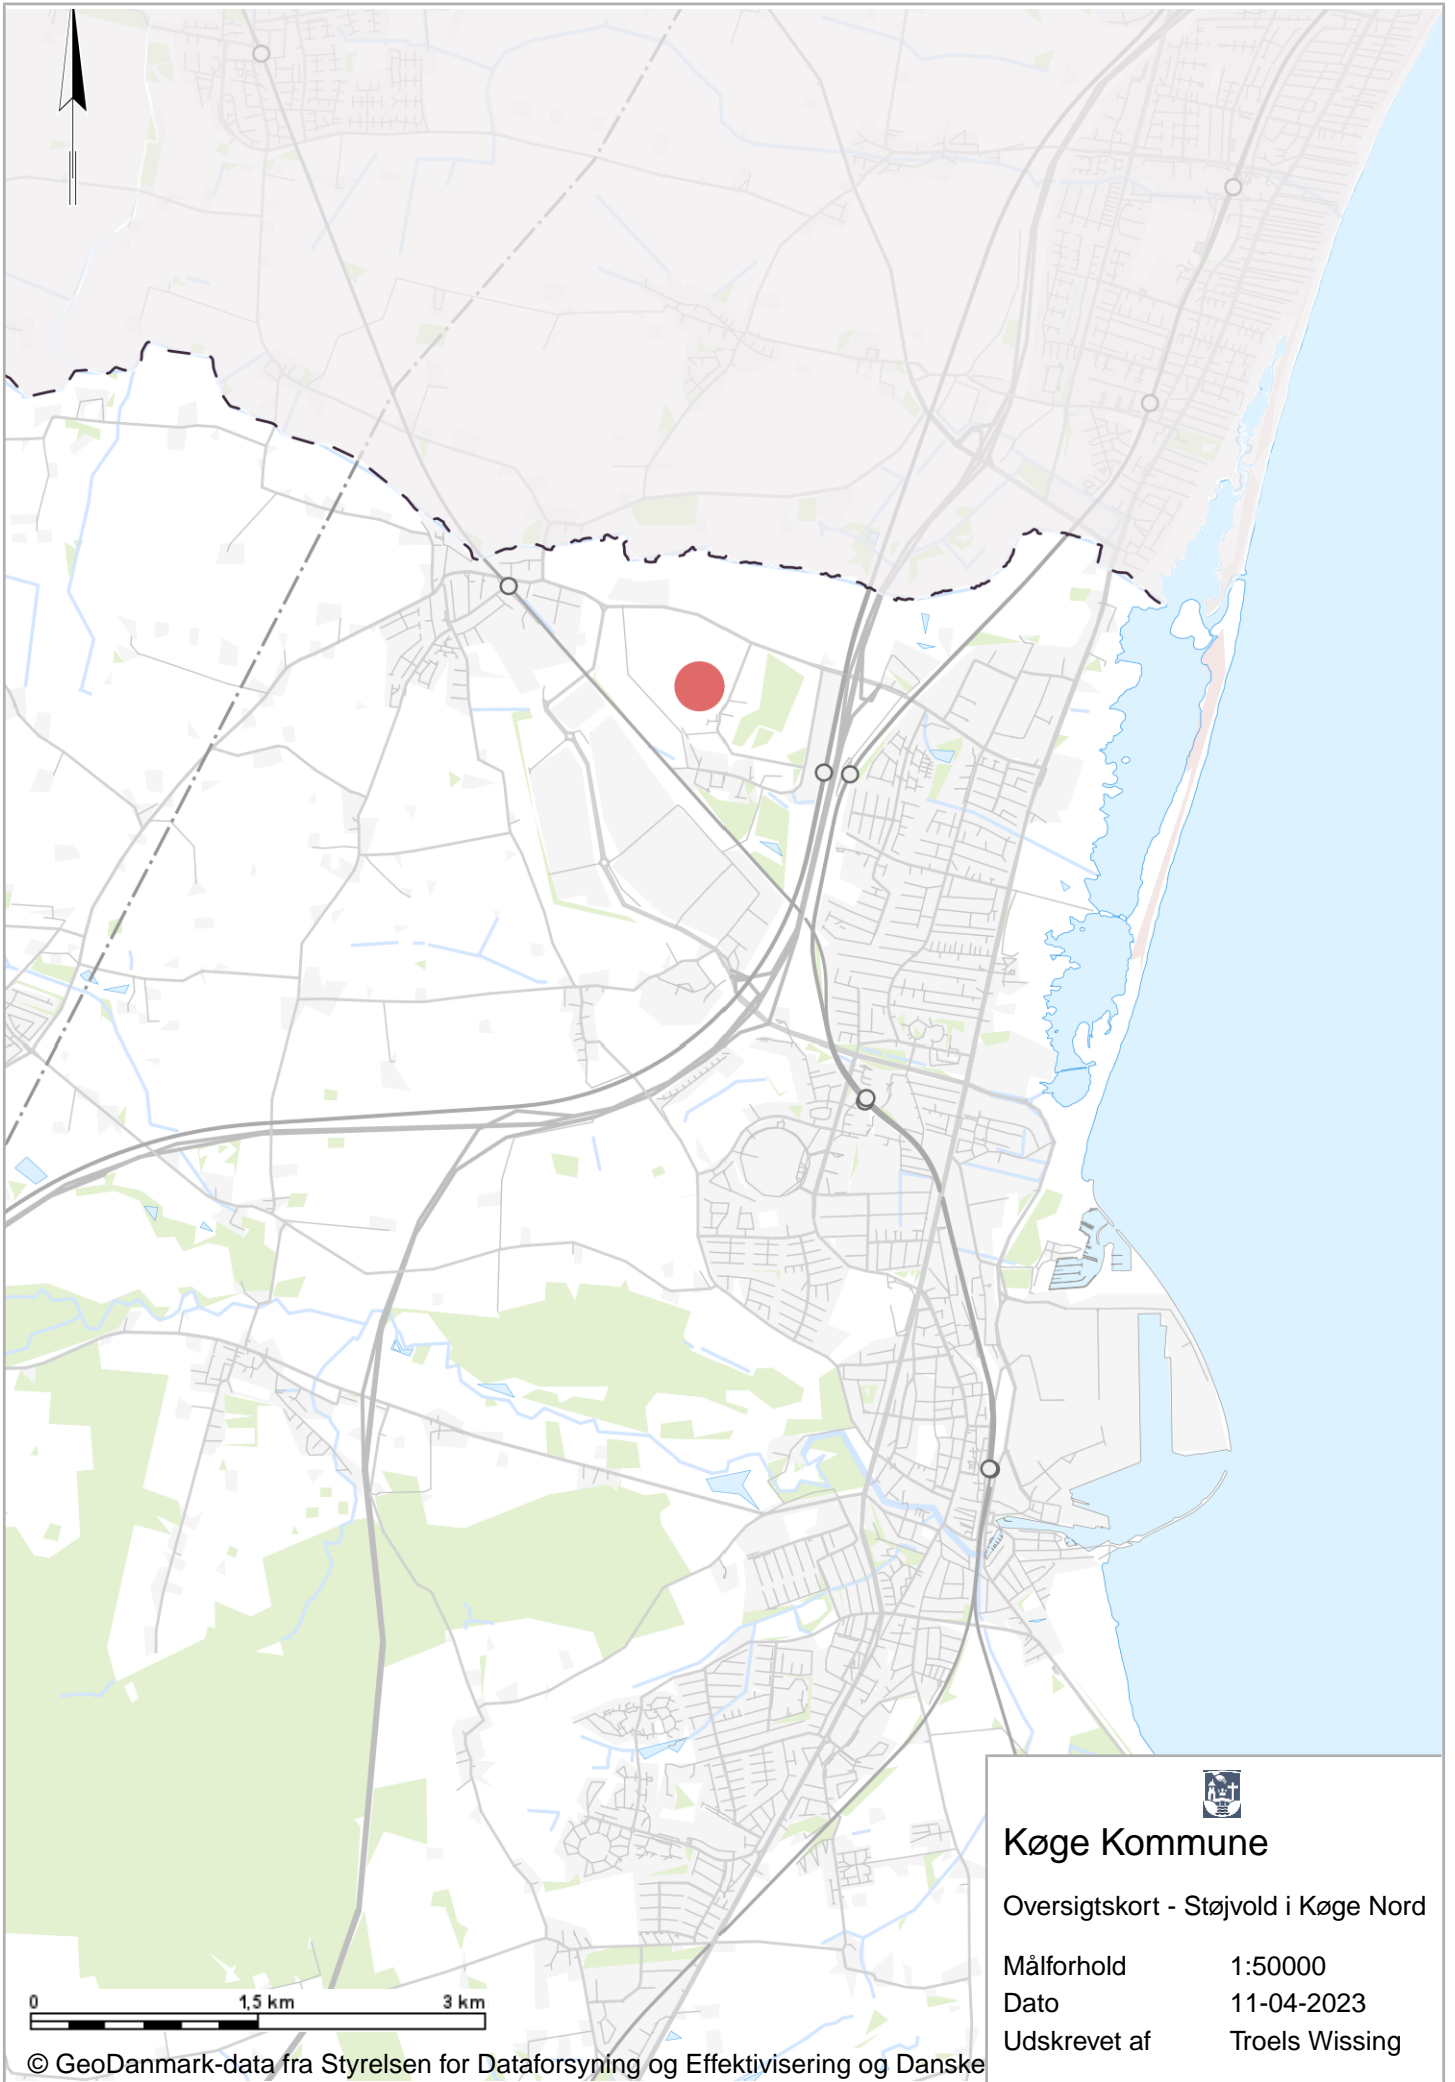 Køge Kommune
Oversigtskort - Støjvold i Køge Nord
Målforhold 1:50000
Dato 11-04-2023
Udskrevet af Troels Wissing
0 1,5 km 3 km
© GeoDanmark-data fra Styrelsen for Dataforsyning og Effektivisering og Danske